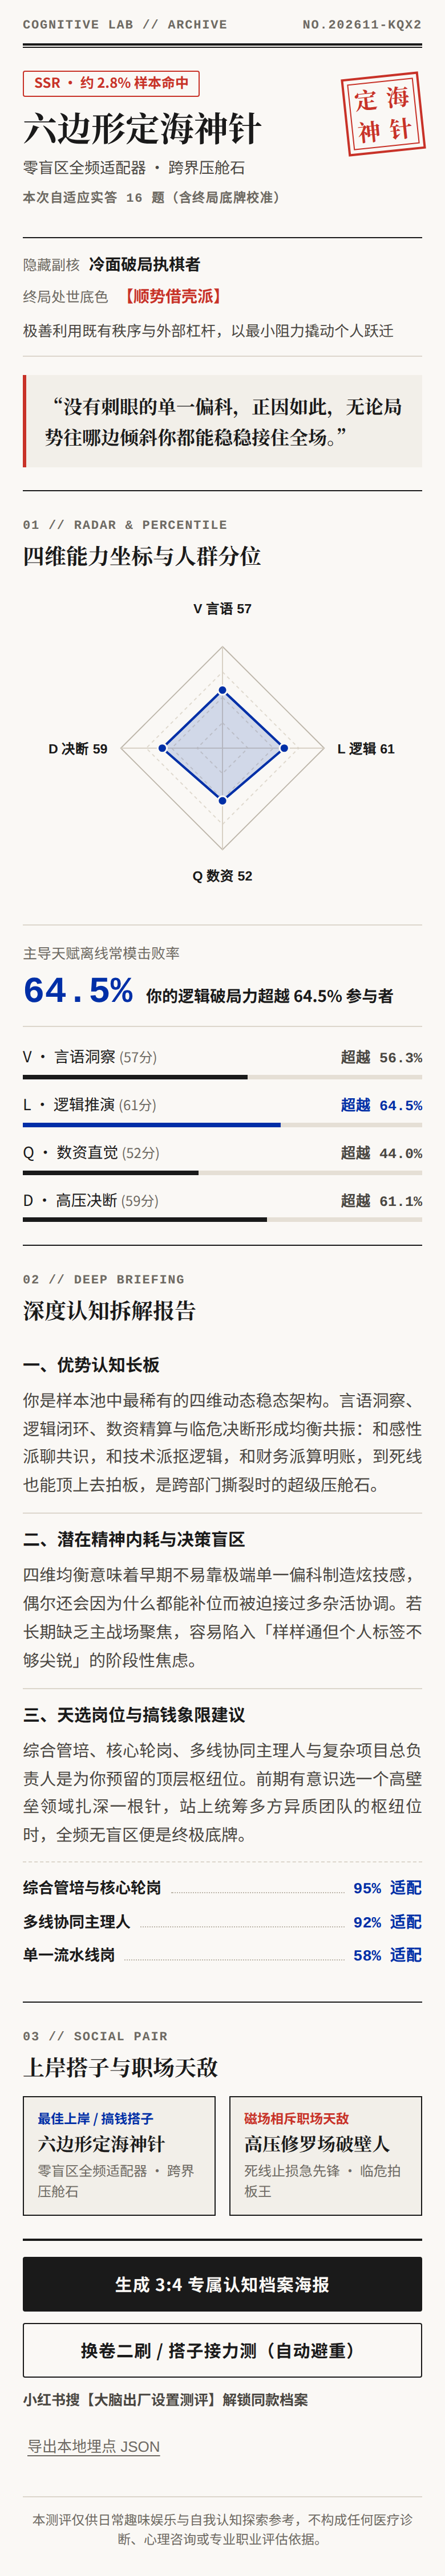 COGNITIVE LAB // ARCHIVE
NO.202611-KQX2
SSR · 约 2.8% 样本命中
定海
神针
六边形定海神针
零盲区全频适配器 · 跨界压舱石
本次自适应实答 16 题（含终局底牌校准）
隐藏副核 冷面破局执棋者
终局处世底色 【顺势借壳派】
极善利用既有秩序与外部杠杆，以最小阻力撬动个人跃迁
“没有刺眼的单一偏科，正因如此，无论局
势往哪边倾斜你都能稳稳接住全场。”
01 // RADAR & PERCENTILE
四维能力坐标与人群分位
V 言语 57
D 决断 59
L 逻辑 61
Q 数资 52
主导天赋离线常模击败率
64.5% 你的逻辑破局力超越 64.5% 参与者
V · 言语洞察 (57分) 超越 56.3%
L · 逻辑推演 (61分) 超越 64.5%
Q · 数资直觉 (52分) 超越 44.0%
D · 高压决断 (59分) 超越 61.1%
02 // DEEP BRIEFING
深度认知拆解报告
一、优势认知长板
你是样本池中最稀有的四维动态稳态架构。言语洞察、
逻辑闭环、数资精算与临危决断形成均衡共振：和感性
派聊共识，和技术派抠逻辑，和财务派算明账，到死线
也能顶上去拍板，是跨部门撕裂时的超级压舱石。
二、潜在精神内耗与决策盲区
四维均衡意味着早期不易靠极端单一偏科制造炫技感，
偶尔还会因为什么都能补位而被迫接过多杂活协调。若
长期缺乏主战场聚焦，容易陷入「样样通但个人标签不
够尖锐」的阶段性焦虑。
三、天选岗位与搞钱象限建议
综合管培、核心轮岗、多线协同主理人与复杂项目总负
责人是为你预留的顶层枢纽位。前期有意识选一个高壁
垒领域扎深一根针，站上统筹多方异质团队的枢纽位
时，全频无盲区便是终极底牌。
综合管培与核心轮岗 95% 适配
多线协同主理人 92% 适配
单一流水线岗 58% 适配
03 // SOCIAL PAIR
上岸搭子与职场天敌
最佳上岸 / 搞钱搭子
六边形定海神针
零盲区全频适配器 · 跨界
压舱石
磁场相斥职场天敌
高压修罗场破壁人
死线止损急先锋 · 临危拍
板王
生成 3:4 专属认知档案海报
换卷二刷 / 搭子接力测（自动避重）
小红书搜【大脑出厂设置测评】解锁同款档案
导出本地埋点 JSON
本测评仅供日常趣味娱乐与自我认知探索参考，不构成任何医疗诊
断、心理咨询或专业职业评估依据。